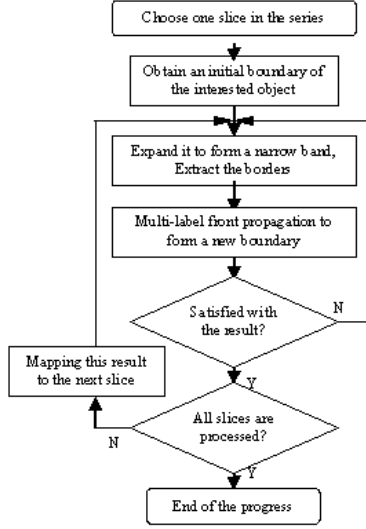 Choose one slice in the series
Obtain an initial boundary of
the interested object
Expand it to form a narrow band,
Extract the borders
Multi-label front propagation to
form a new boundary
Satisfied with
the result?
N
Y
Mapping this result
to the next slice
All slices are
processed?
N
Y
End of the progress